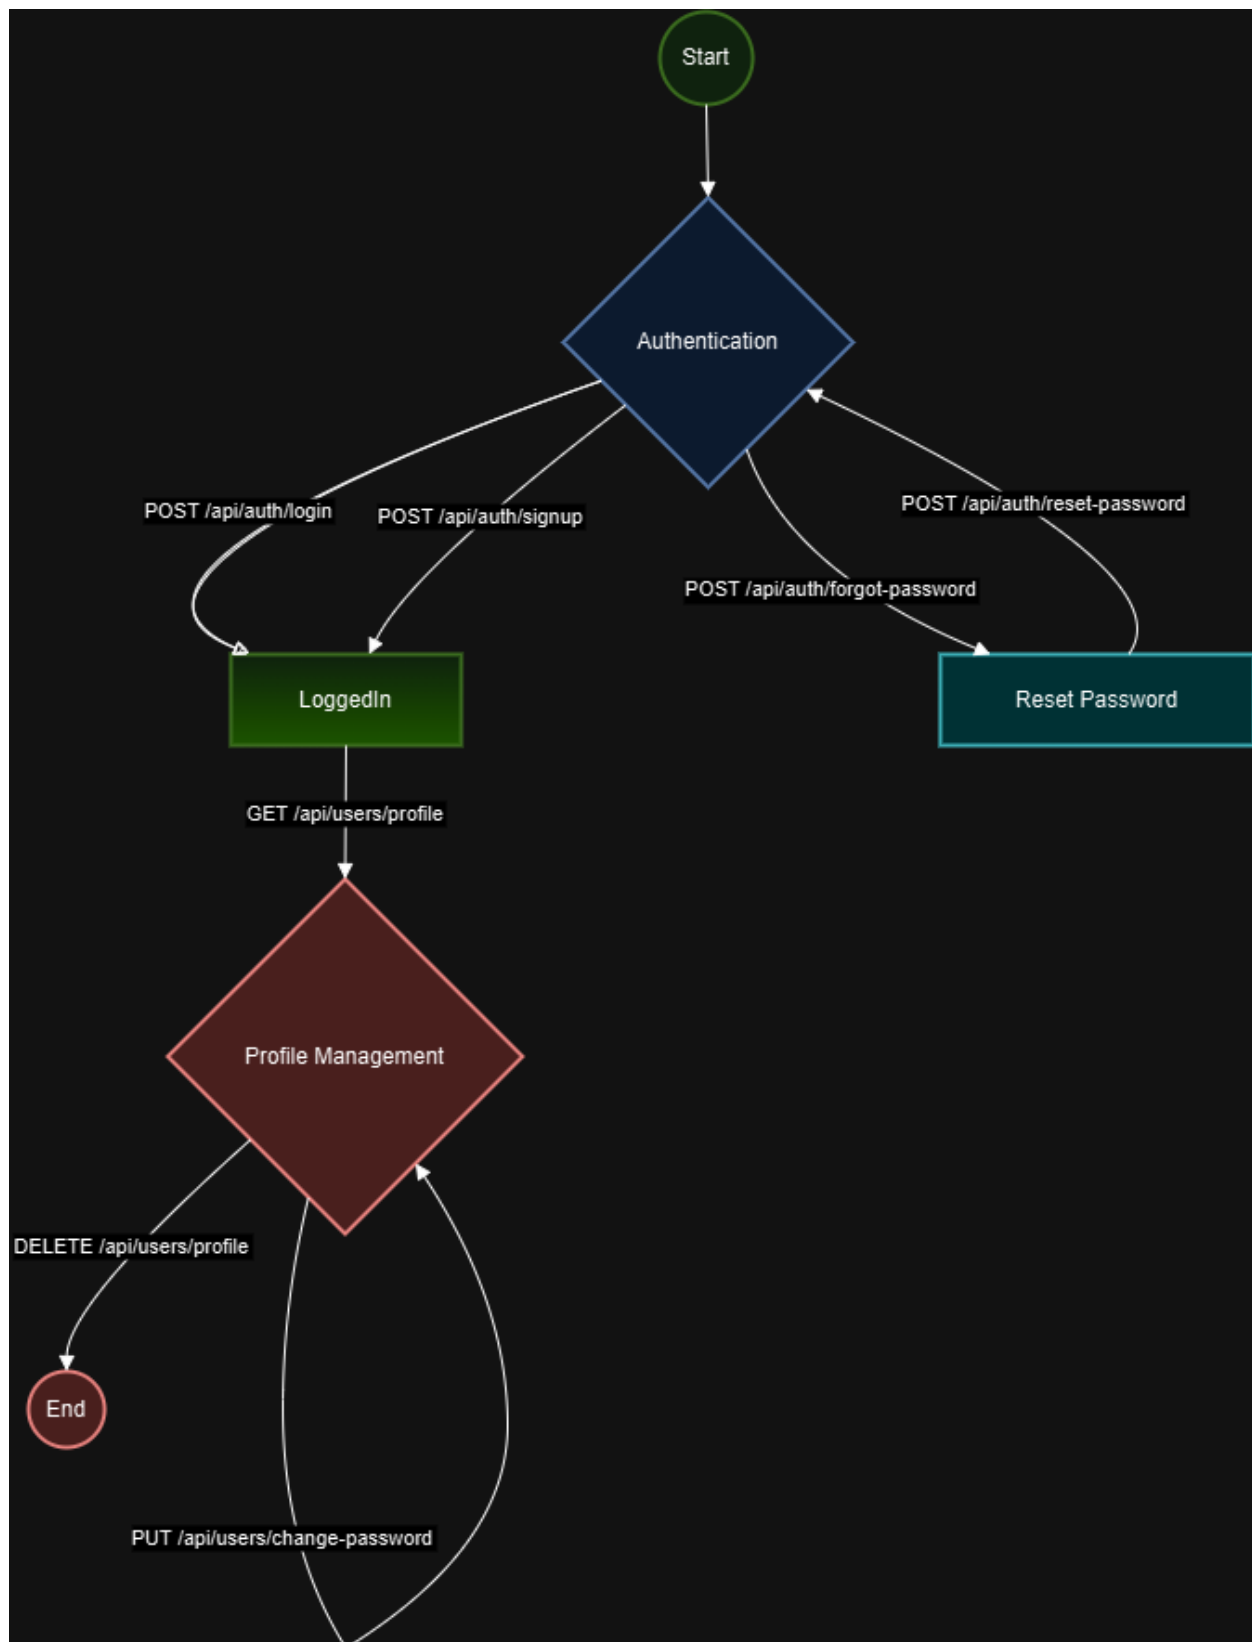 Start
Authentication
POST /api/auth/login
POST /api/auth/signup
POST /api/auth/reset-password
POST /api/auth/forgot-password
LoggedIn
Reset Password
GET /api/users/profile
Profile Management
DELETE /api/users/profile
End
PUT /api/users/change-password